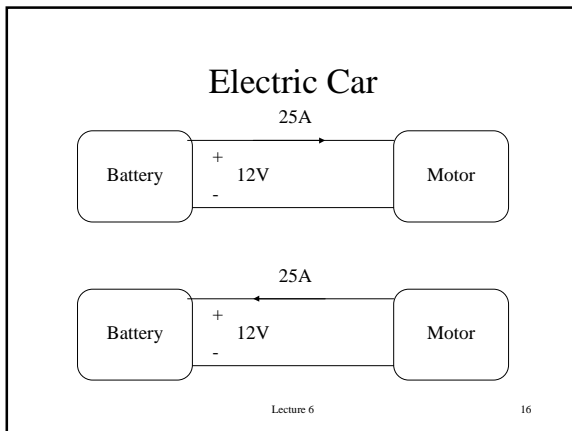 Electric Car
25A
Battery
+
12V
-
Motor
25A
Battery
+
12V
-
Motor
Lecture 6
16